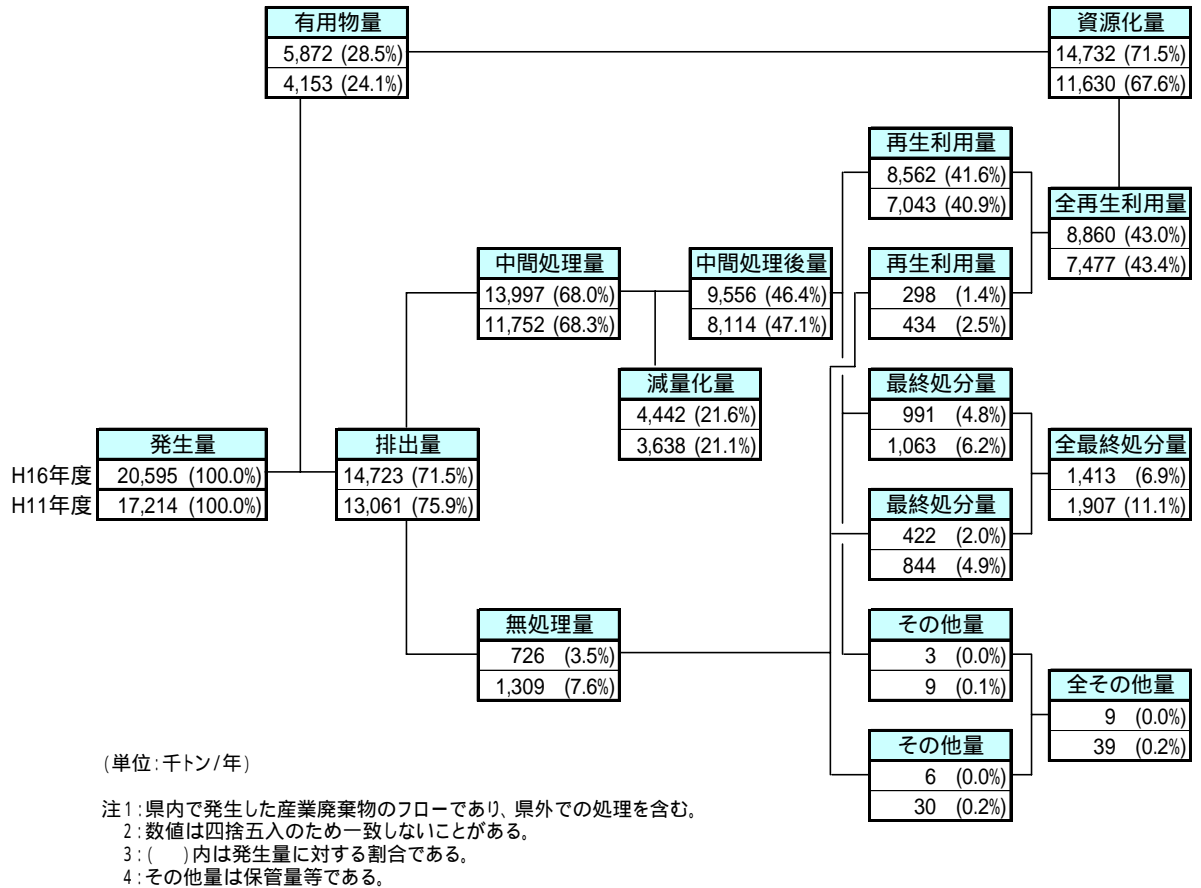 有用物量
5,872 (28.5%)
4,153 (24.1%)
資源化量
14,732 (71.5%)
11,630 (67.6%)
再生利用量
8,562 (41.6%)
7,043 (40.9%)
全再生利用量
8,860 (43.0%)
7,477 (43.4%)
中間処理量
13,997 (68.0%)
11,752 (68.3%)
中間処理後量
9,556 (46.4%)
8,114 (47.1%)
再生利用量
298 (1.4%)
434 (2.5%)
減量化量
4,442 (21.6%)
3,638 (21.1%)
最終処分量
991 (4.8%)
1,063 (6.2%)
発生量
H16年度 20,595 (100.0%)
H11年度 17,214 (100.0%)
排出量
14,723 (71.5%)
13,061 (75.9%)
全最終処分量
1,413 (6.9%)
1,907 (11.1%)
最終処分量
422 (2.0%)
844 (4.9%)
無処理量
726 (3.5%)
1,309 (7.6%)
その他量
3 (0.0%)
9 (0.1%)
全その他量
9 (0.0%)
39 (0.2%)
その他量
6 (0.0%)
30 (0.2%)
(単位:千トン/年)
注1:県内で発生した産業廃棄物のフローであり、県外での処理を含む。
2:数値は四捨五入のため一致しないことがある。
3:(　)内は発生量に対する割合である。
4:その他量は保管量等である。